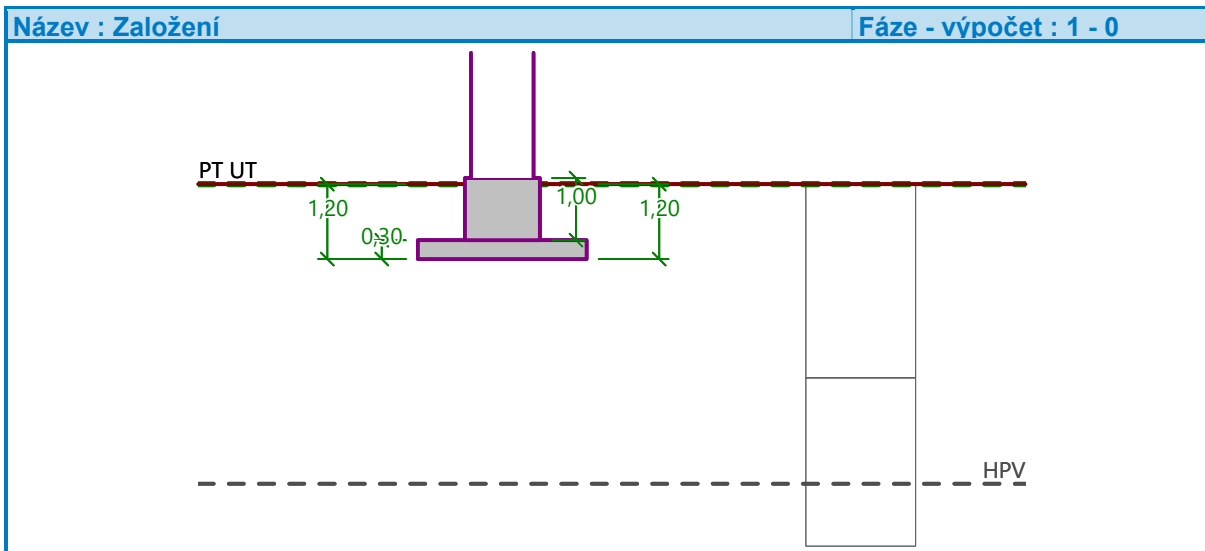 Název : Založení
Fáze - výpočet : 1 - 0
PT UT
1,20
0,30
1,00
1,20
HPV